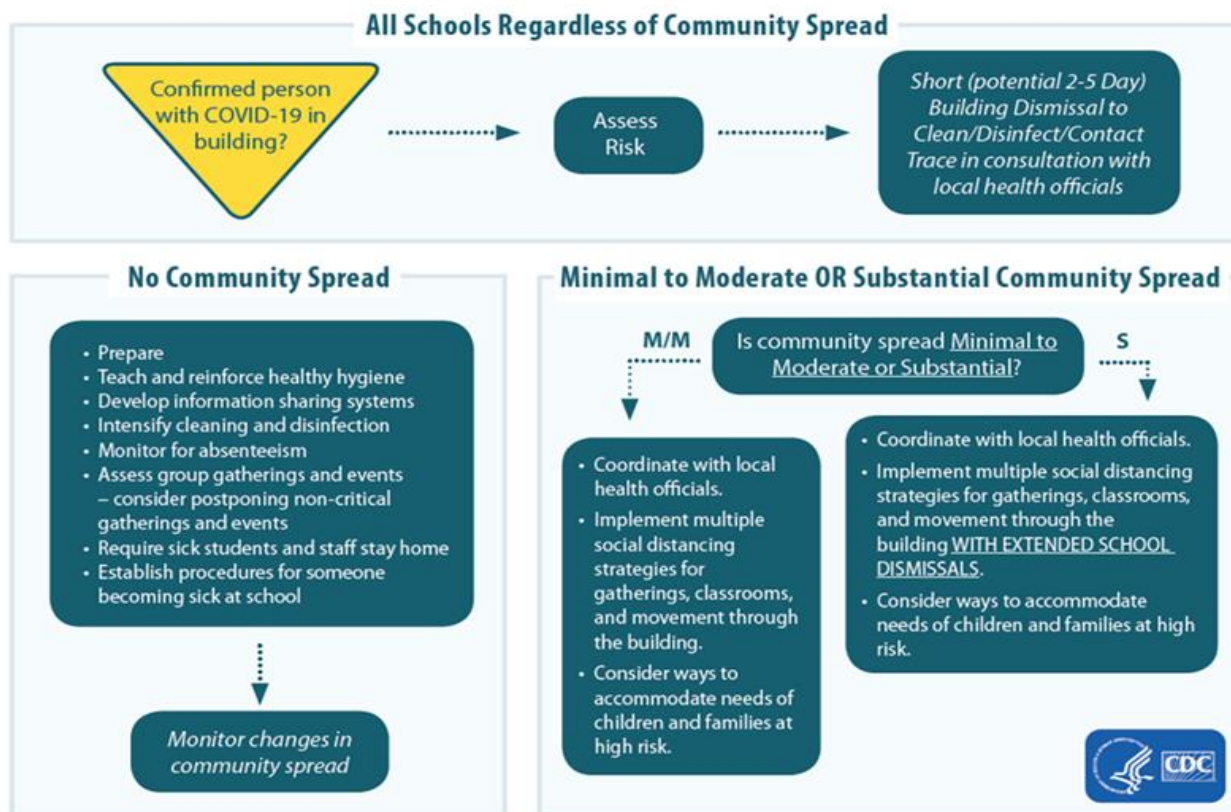 All Schools Regardless of Community Spread
Confirmed person
with COVID-19 in
building?
Assess
Risk
Short (potential 2-5 Day)
Building Dismissal to
Clean/Disinfect/Contact
Trace in consultation with
local health officials
No Community Spread
• Prepare
• Teach and reinforce healthy hygiene
• Develop information sharing systems
• Intensify cleaning and disinfection
• Monitor for absenteeism
• Assess group gatherings and events
– consider postponing non-critical
gatherings and events
• Require sick students and staff stay home
• Establish procedures for someone
becoming sick at school
Monitor changes in
community spread
Minimal to Moderate OR Substantial Community Spread
M/M
Is community spread Minimal to
Moderate or Substantial?
S
• Coordinate with local
health officials.
• Implement multiple
social distancing
strategies for
gatherings, classrooms,
and movement through
the building.
• Consider ways to
accommodate needs of
children and families at
high risk.
• Coordinate with local health officials.
• Implement multiple social distancing
strategies for gatherings, classrooms,
and movement through the
building WITH EXTENDED SCHOOL
DISMISSALS.
• Consider ways to accommodate
needs of children and families at high
risk.
CDC